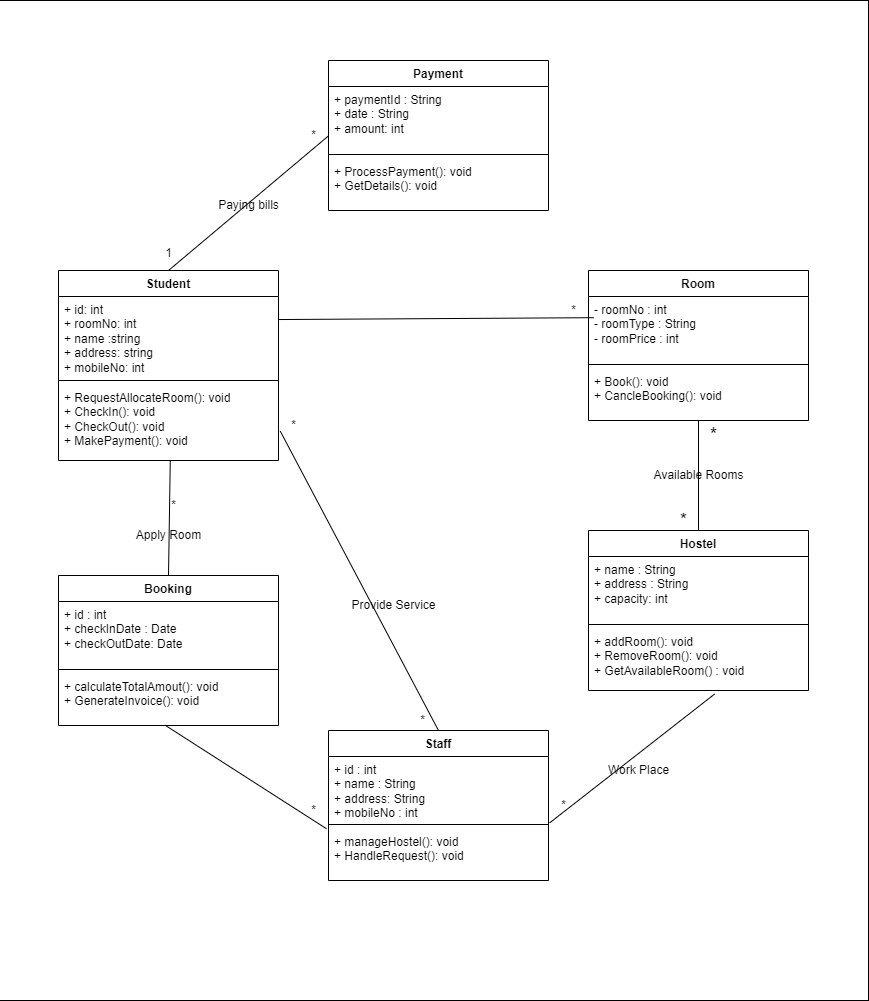 Payment
+ paymentId : String
+ date : String
+ amount: int
+ ProcessPayment(): void
+ GetDetails(): void
*
Paying bills
1
Student
+ id: int
+ roomNo: int
+ name :string
+ address: string
+ mobileNo: int
+ RequestAllocateRoom(): void
+ CheckIn(): void
+ CheckOut(): void
+ MakePayment(): void
*
Room
- roomNo : int
- roomType : String
- roomPrice : int
+ Book(): void
+ CancleBooking(): void
*
*
Available Rooms
*
*
Apply Room
Hostel
+ name : String
+ address : String
+ capacity: int
+ addRoom(): void
+ RemoveRoom(): void
+ GetAvailableRoom() : void
Booking
+ id : int
+ checkInDate : Date
+ checkOutDate: Date
+ calculateTotalAmout(): void
+ GenerateInvoice(): void
Provide Service
*
Staff
+ id : int
+ name : String
+ address: String
+ mobileNo : int
+ manageHostel(): void
+ HandleRequest(): void
Work Place
*
*